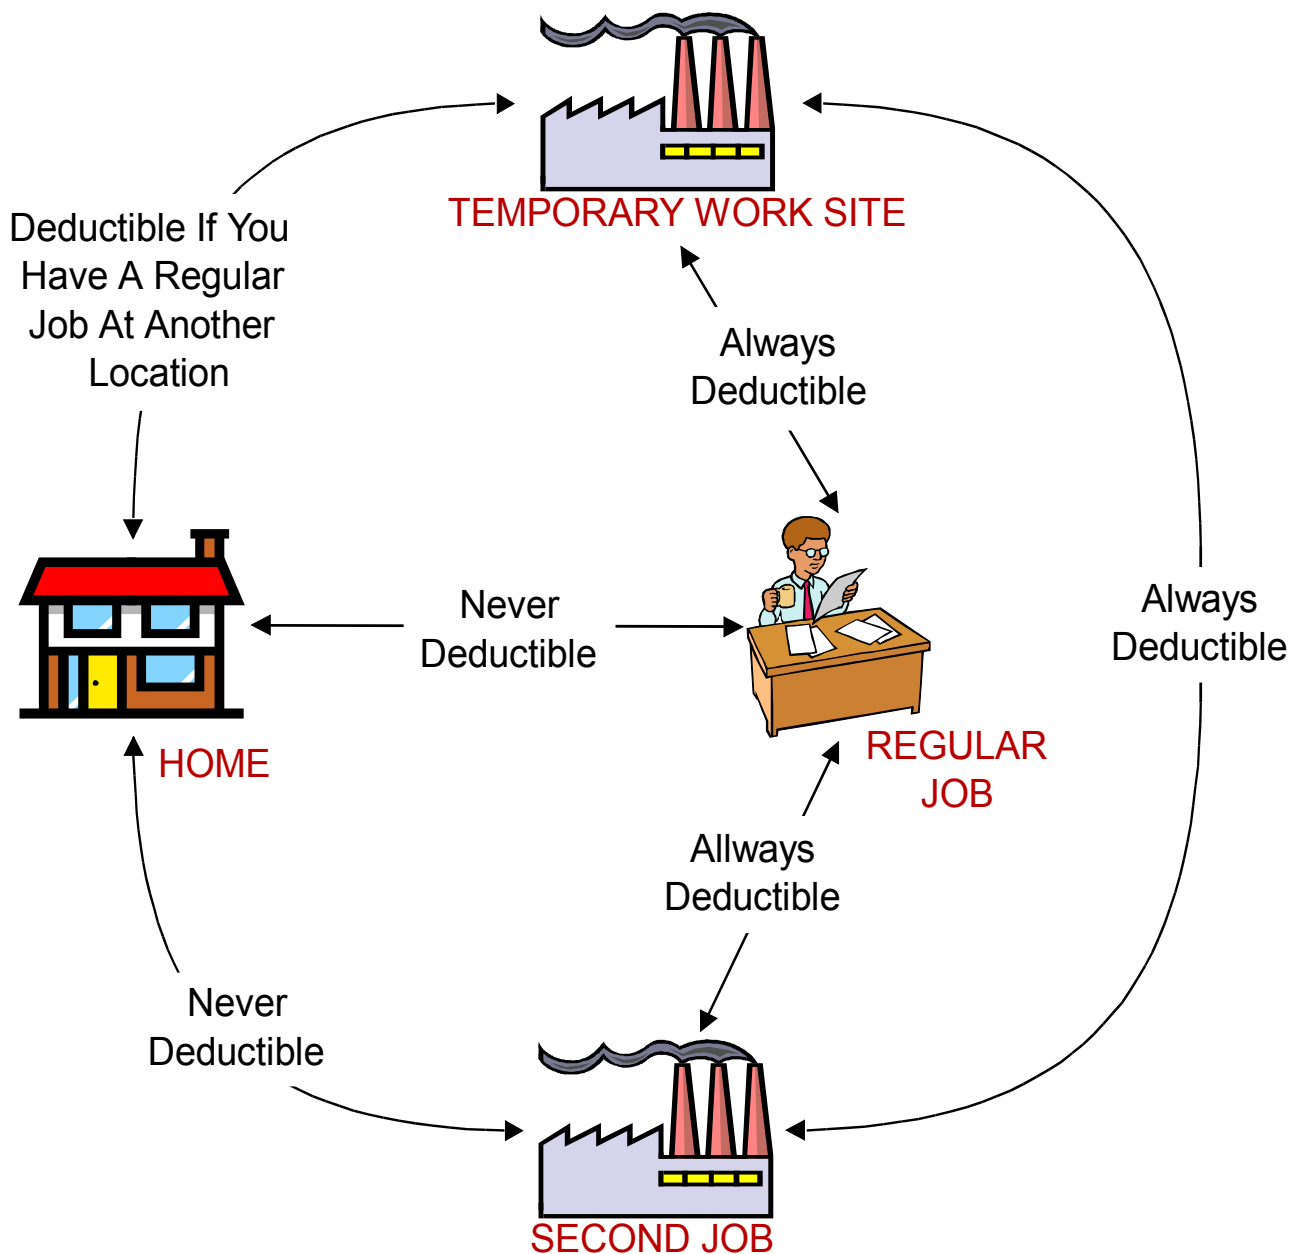 TEMPORARY WORK SITE
Deductible If You
Have A Regular
Job At Another
Location
Always
Deductible
Never
Deductible
Always
Deductible
HOME
REGULAR
JOB
Allways
Deductible
Never
Deductible
SECOND JOB